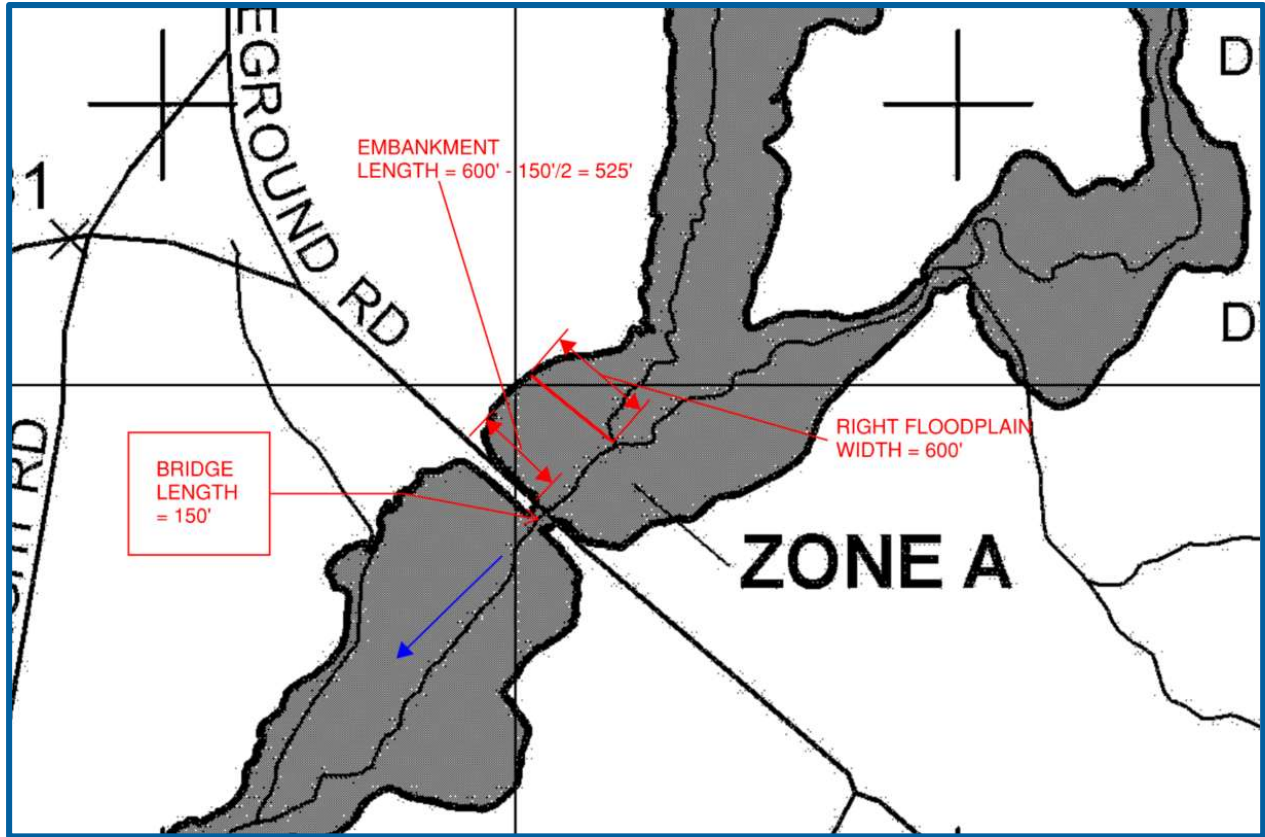 EGROUND RD
EMBANKMENT
LENGTH = 600' - 150'/2 = 525'
31
D
D
RIGHT FLOODPLAIN
WIDTH = 600'
BRIDGE
LENGTH
= 150'
RD
ZONE A